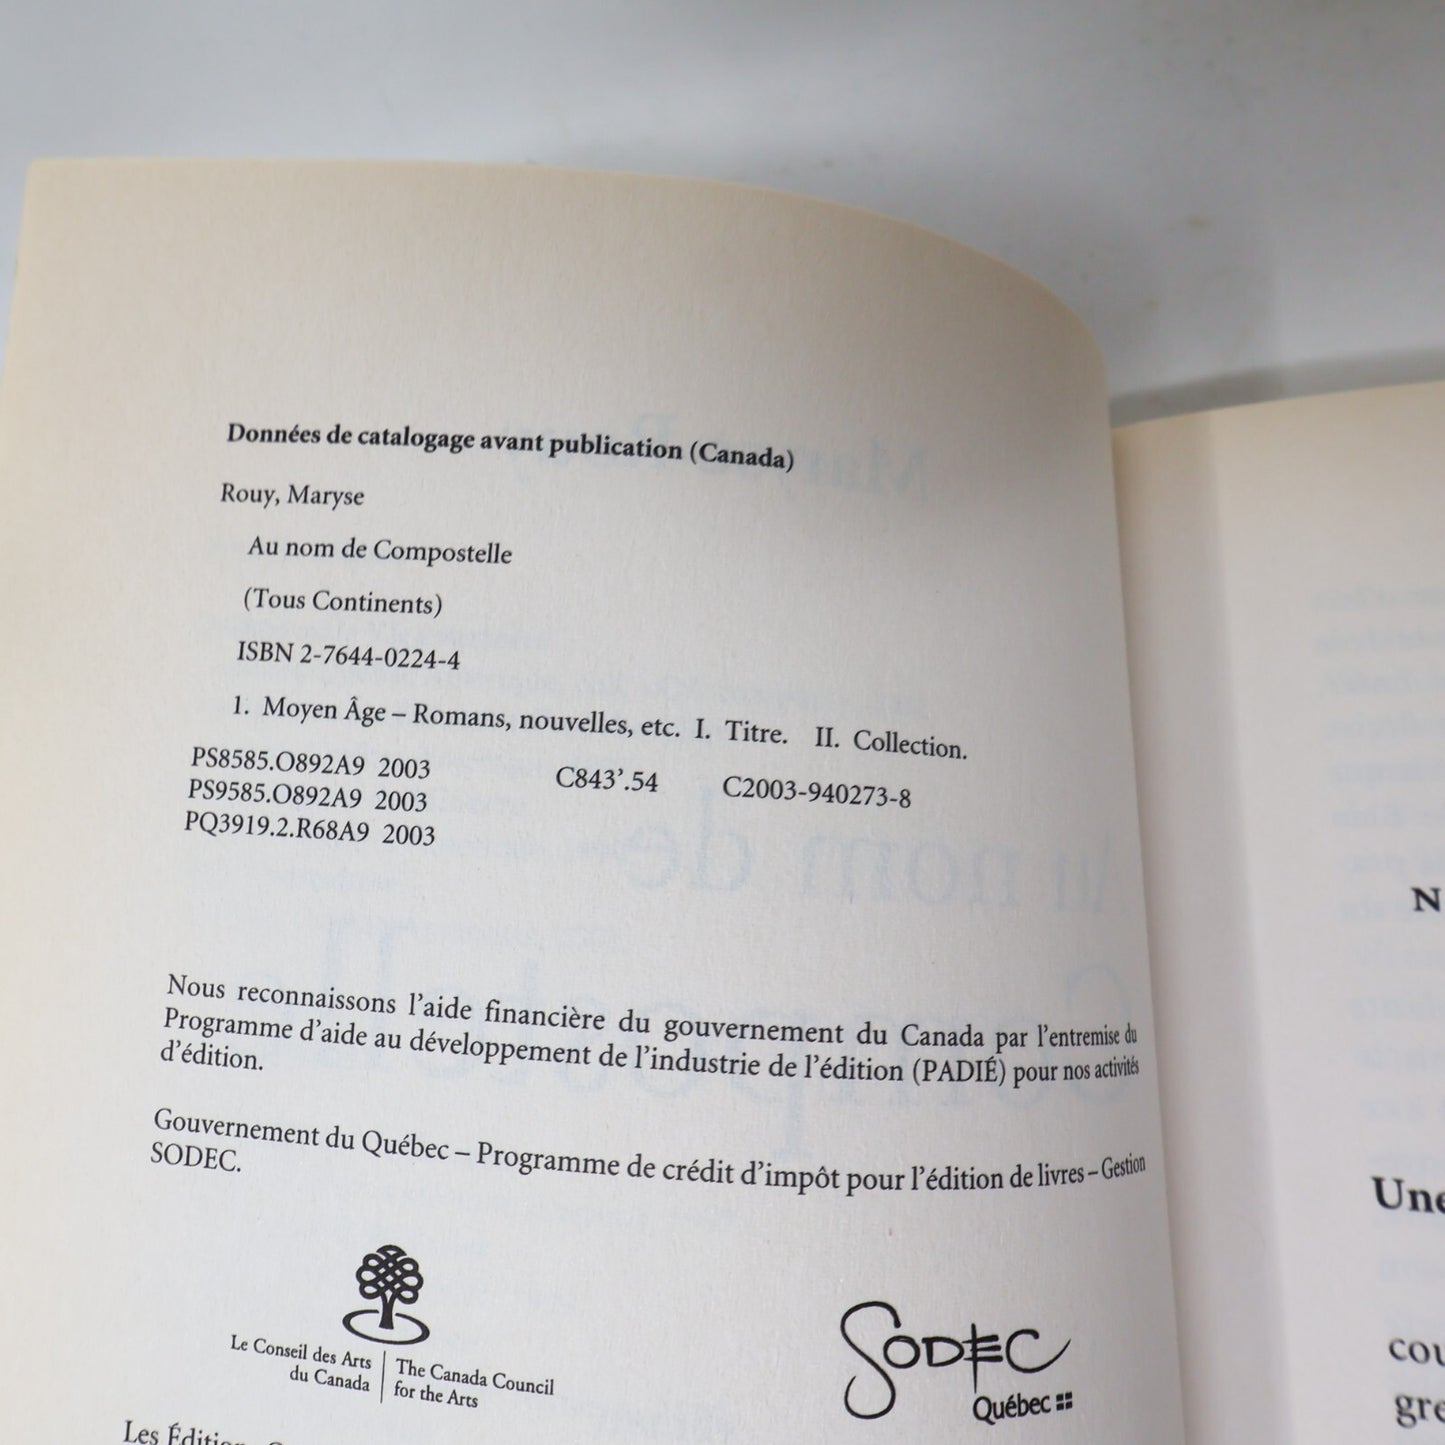 Données de catalogage avant publication (Canada)
Rouy, Maryse
Au nom de Compostelle
(Tous Continents)
ISBN 2-7644-0224-4
1. Moyen Âge – Romans, nouvelles, etc. I. Titre. II. Collection.
PS8585.O892A9 2003 C843’.54 C2003-940273-8
PS9585.O892A9 2003
PQ3919.2.R68A9 2003
Nous reconnaissons l’aide financière du gouvernement du Canada par l’entremise du
Programme d’aide au développement de l’industrie de l’édition (PADIÉ) pour nos activités
d’édition.
Gouvernement du Québec – Programme de crédit d’impôt pour l’édition de livres – Gestion
SODEC.
Le Conseil des Arts
du Canada
The Canada Council
for the Arts
SODEC
Québec
Les
Une